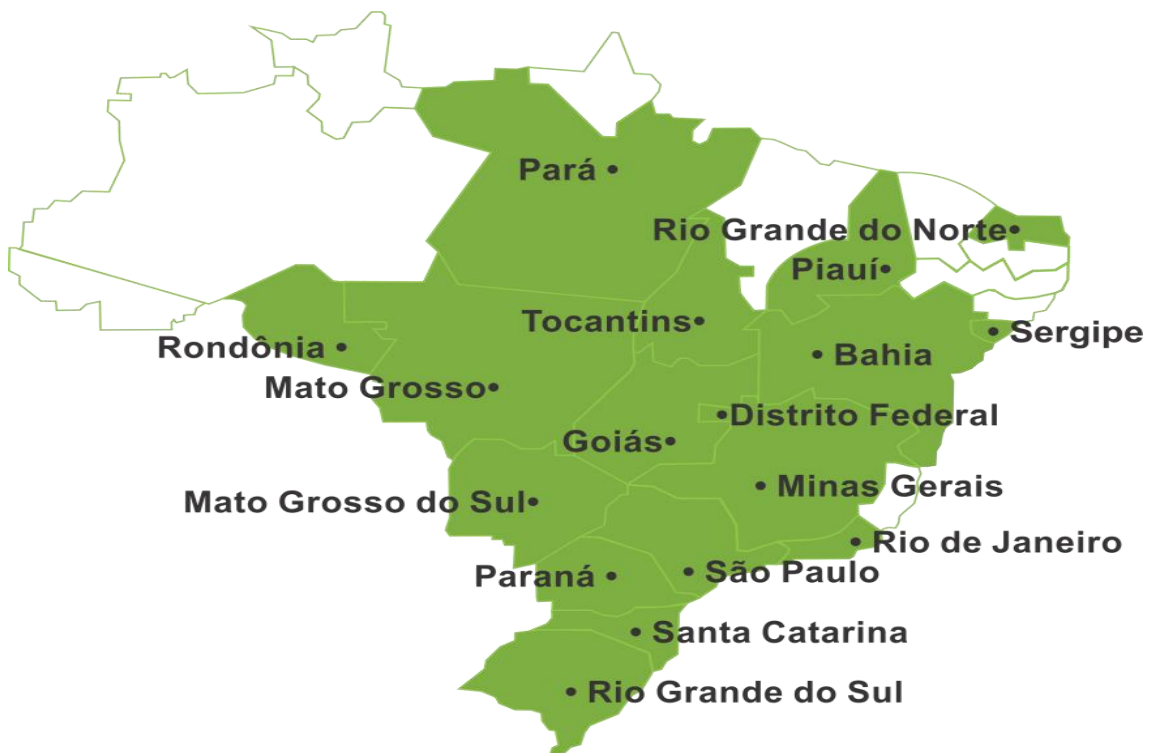 Pará
Rio Grande do Norte
Piauí
Tocantins
Sergipe
Rondônia
Bahia
Mato Grosso
Distrito Federal
Goiás
Minas Gerais
Mato Grosso do Sul
Rio de Janeiro
São Paulo
Paraná
Santa Catarina
Rio Grande do Sul